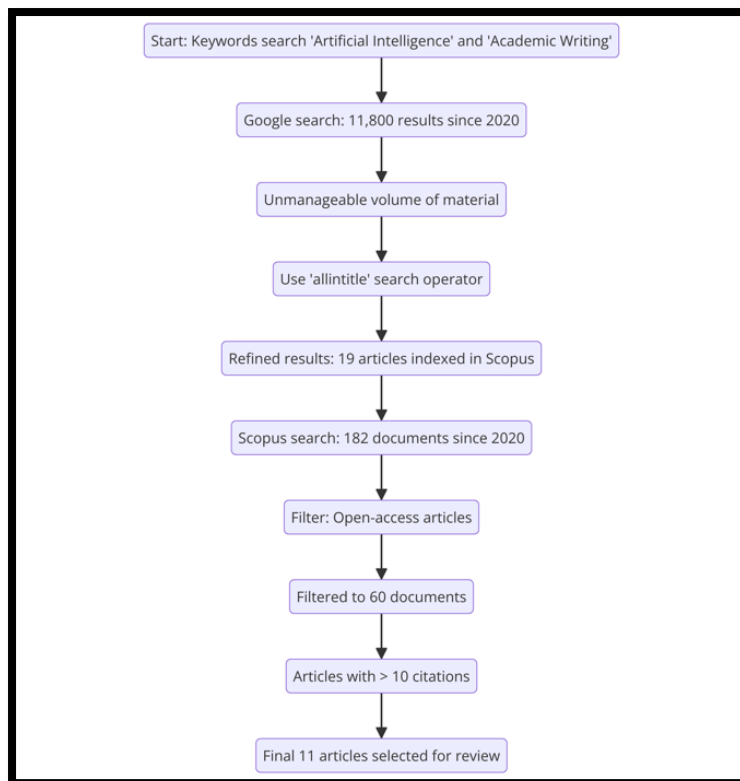 Start: Keywords search 'Artificial Intelligence' and 'Academic Writing'
Google search: 11,800 results since 2020
Unmanageable volume of material
Use 'allintitle' search operator
Refined results: 19 articles indexed in Scopus
Scopus search: 182 documents since 2020
Filter: Open-access articles
Filtered to 60 documents
Articles with > 10 citations
Final 11 articles selected for review